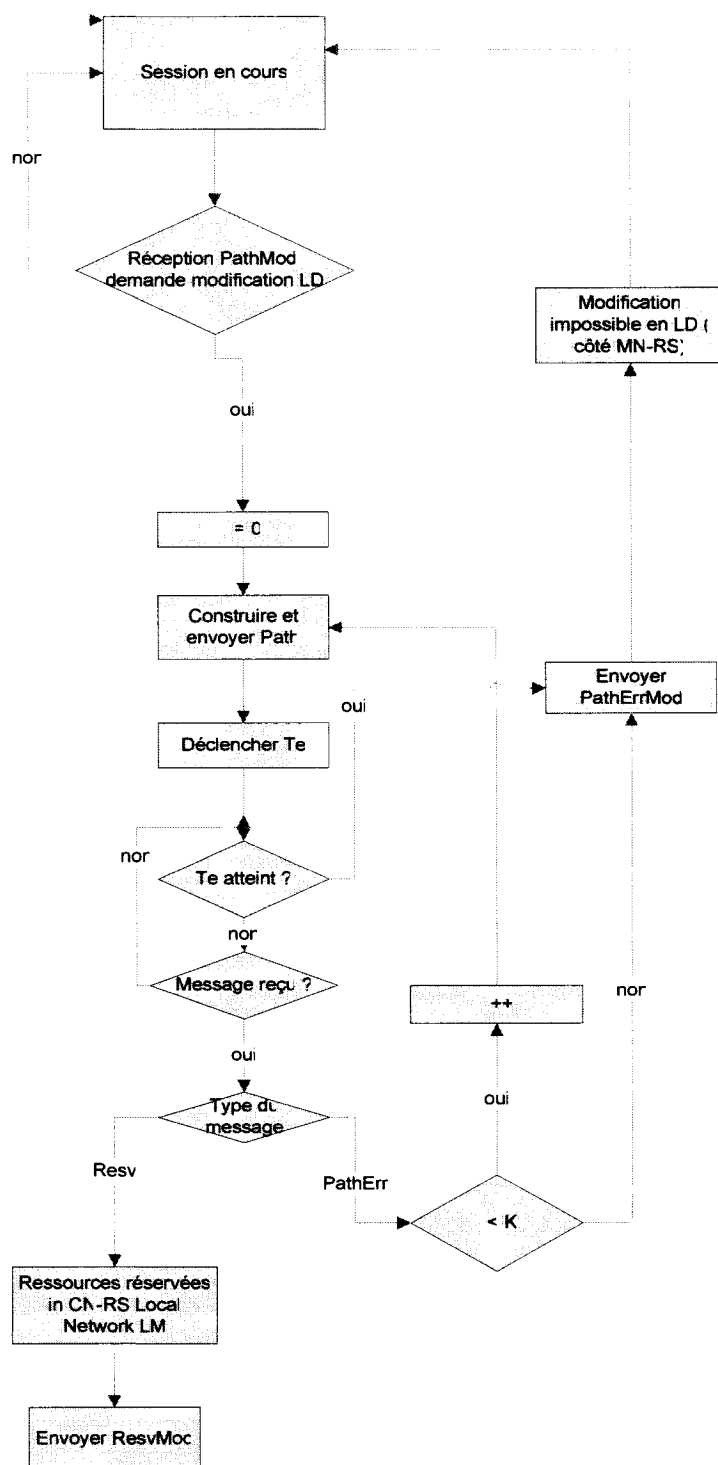 Session en cours
nor
Réception PathMod
demande modification LD
Modification
impossible en LD (
côté MN-RS)
oui
= 0
Construire et
envoyer Path
oui
Envoyer
PathErrMod
Déclencher Te
nor
Te atteint ?
nor
Message reçu ?
++
nor
oui
Type du
message
oui
Resv
PathErr
< K
Ressources réservées
in CN-RS Local
Network LM
Envoyer ResvMod